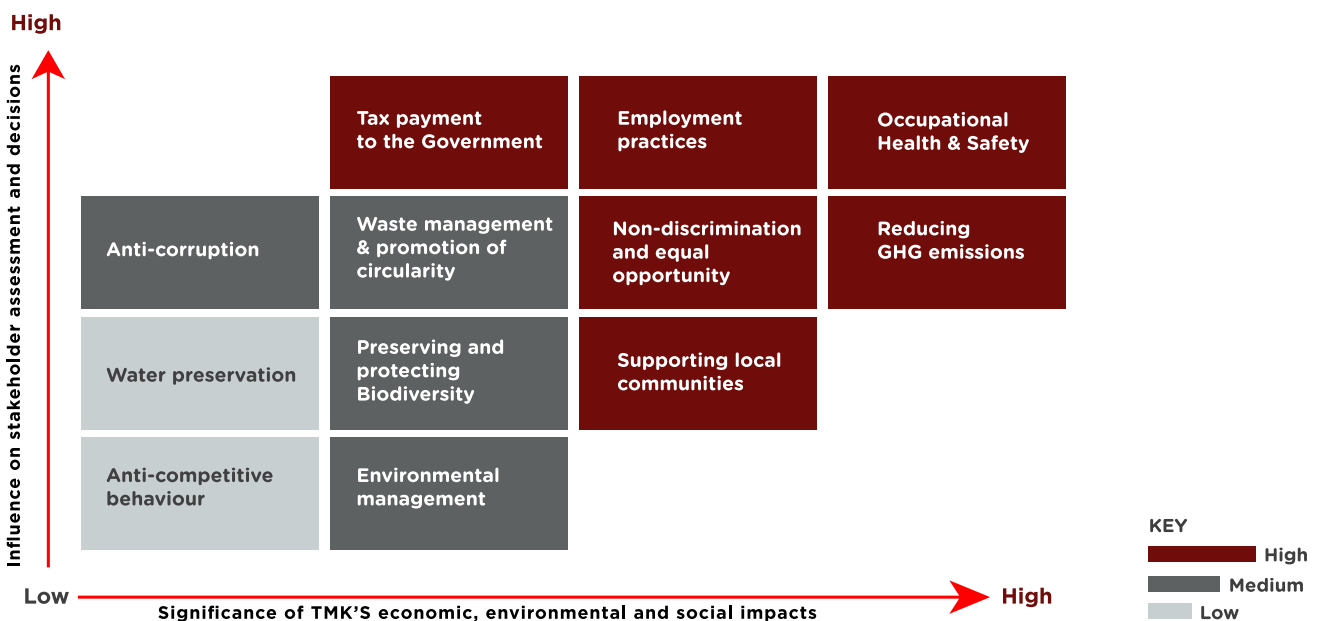 High
Influence on stakeholder assessment and decisions
Tax payment
to the Government
Employment
practices
Occupational
Health & Safety
Anti-corruption
Waste management
& promotion of
circularity
Non-discrimination
and equal
opportunity
Reducing
GHG emissions
Water preservation
Preserving and
protecting
Biodiversity
Supporting local
communities
Anti-competitive
behaviour
Environmental
management
KEY
High
Medium
Low
Low
High
Significance of TMK'S economic, environmental and social impacts